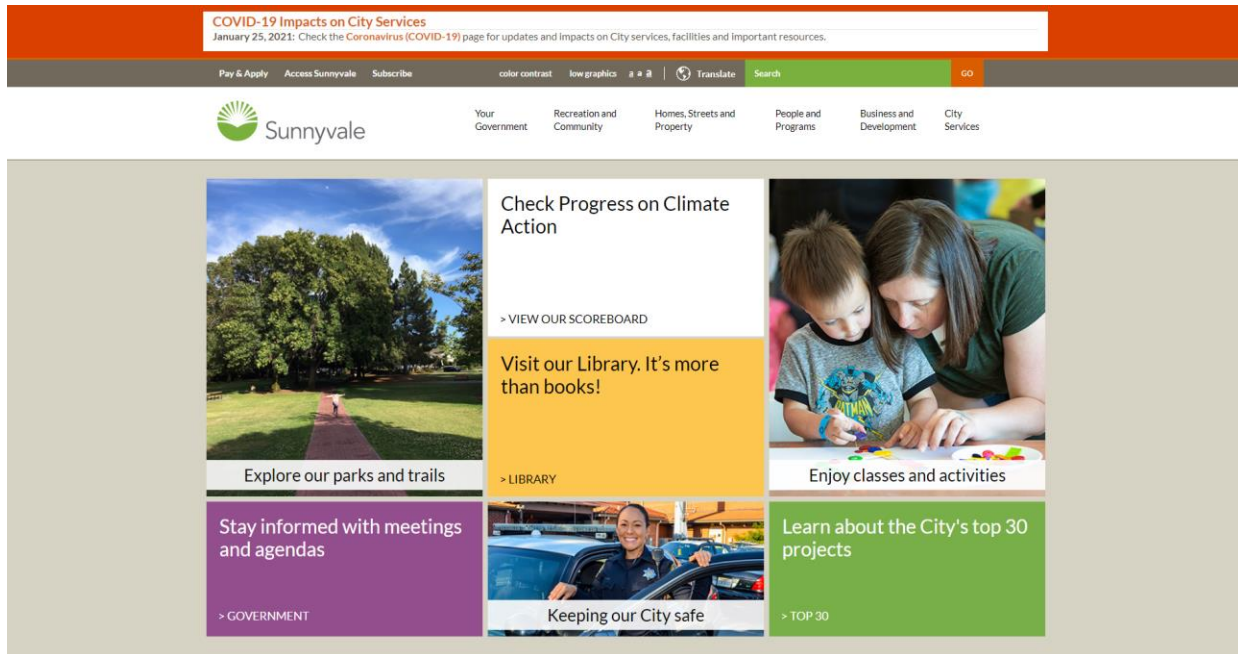 COVID-19 Impacts on City Services
January 25, 2021: Check the Coronavirus (COVID-19) page for updates and impacts on City services, facilities and important resources.
Pay & Apply Access Sunnyvale Subscribe color contrast low graphics a a a Translate Search GO
Sunnyvale
Your Government
Recreation and Community
Homes, Streets and Property
People and Programs
Business and Development
City Services
Explore our parks and trails
Check Progress on Climate
Action
> VIEW OUR SCOREBOARD
Visit our Library. It's more
than books!
> LIBRARY
BATMAN
Enjoy classes and activities
Stay informed with meetings
and agendas
> GOVERNMENT
Keeping our City safe
Learn about the City's top 30
projects
> TOP 30